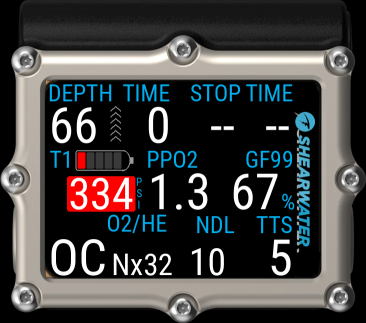 DEPTH TIME STOP TIME
66 0 -- --
T1 PPO2 GF99
334 PSI 1.3 67%
O2/HE NDL TTS
OC Nx32 10 5
SHEARWATER